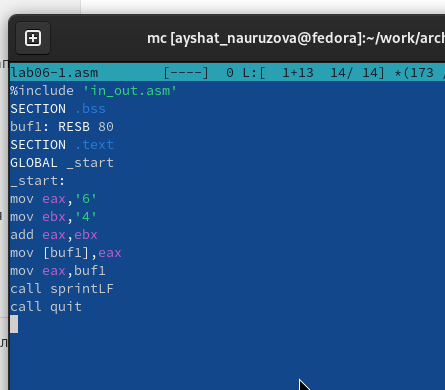 mc [ayshat_nauruzova@fedora]:~/work/arch
lab06-1.asm [----] 0 L:[ 1+13 14/ 14] *(173 /
%include 'in_out.asm'
SECTION .bss
buf1: RESB 80
SECTION .text
GLOBAL _start
_start:
mov eax,'6'
mov ebx,'4'
add eax,ebx
mov [buf1],eax
mov eax,buf1
call sprintLF
call quit